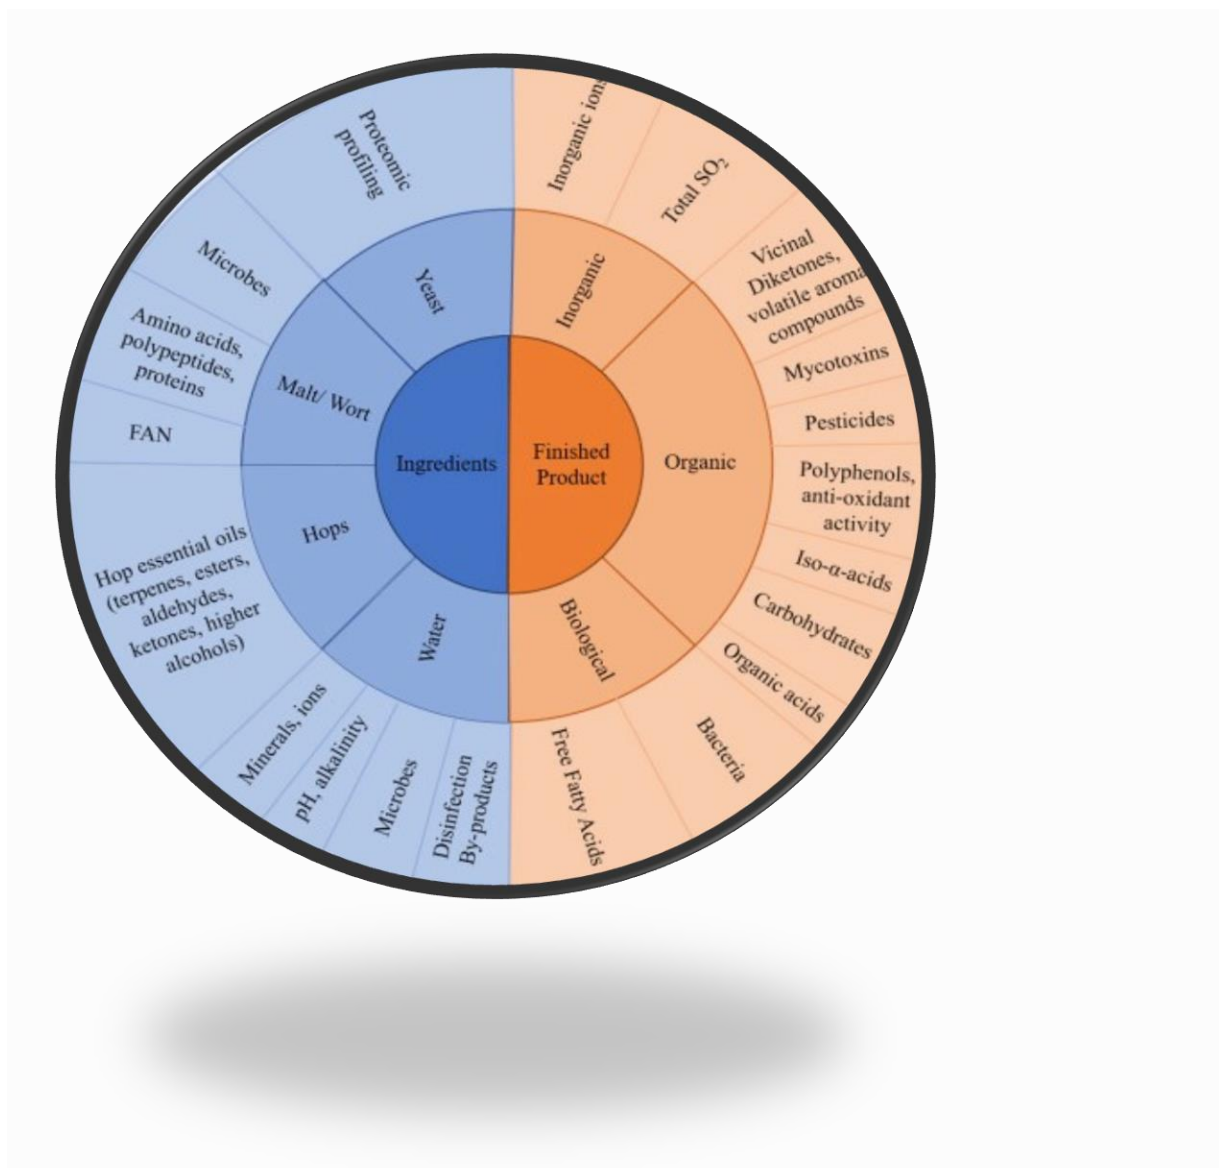 Ingredients
Finished
Product
Yeast
Malt/ Wort
Hops
Water
Inorganic
Organic
Biological
Proteomic
profiling
Microbes
Amino acids,
polypeptides,
proteins
FAN
Hop essential oils
(terpenes, esters,
aldehydes,
ketones, higher
alcohols)
Minerals, ions
pH, alkalinity
Microbes
Disinfection
By-products
Inorganic ions
Total SO₂
Vicinal
Diketones,
volatile aroma
compounds
Mycotoxins
Pesticides
Polyphenols,
anti-oxidant
activity
Iso-α-acids
Carbohydrates
Organic acids
Bacteria
Free Fatty Acids